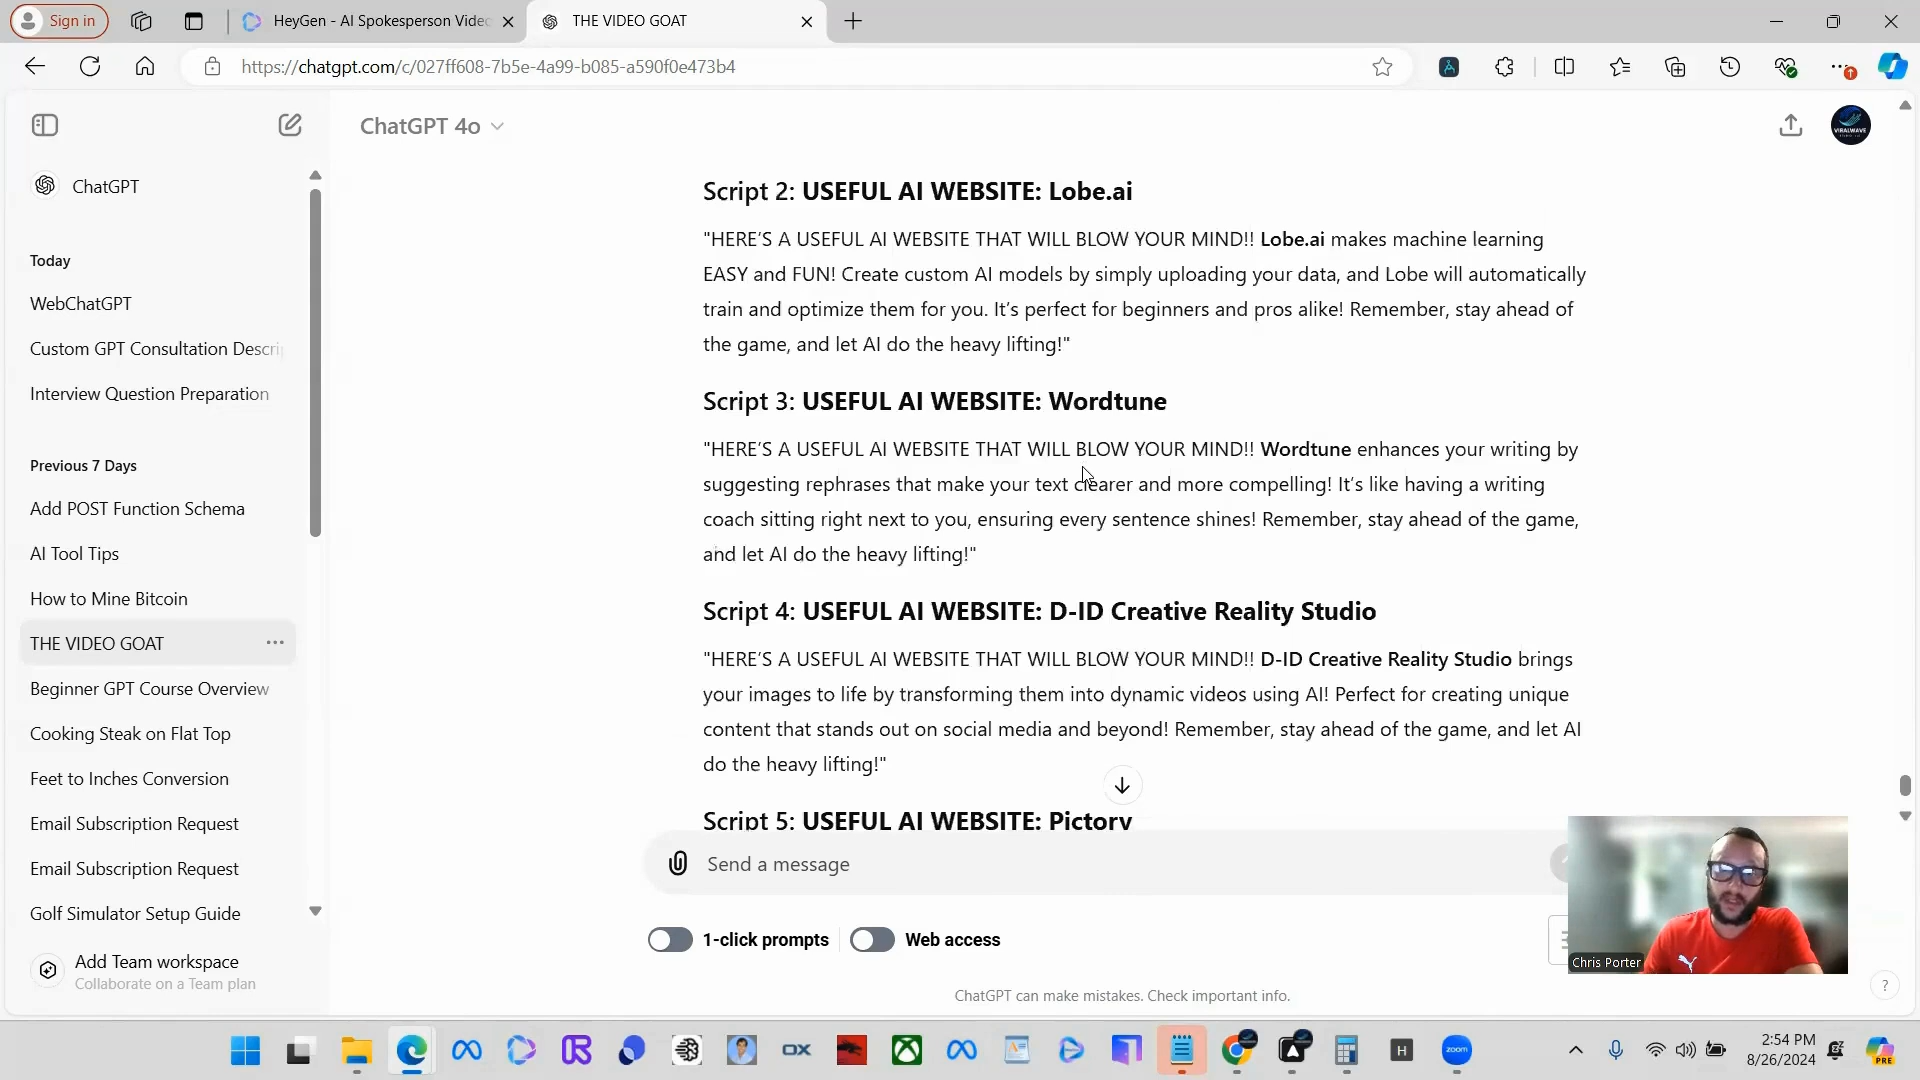 Sign in
HeyGen - AI Spokesperson Video
THE VIDEO GOAT
https://chatgpt.com/c/027ff608-7b5e-4a99-b085-a590f0e473b4
ChatGPT 4o
VIRALWAVE
ChatGPT
Today
WebChatGPT
Custom GPT Consultation Descri
Interview Question Preparation
Previous 7 Days
Add POST Function Schema
AI Tool Tips
How to Mine Bitcoin
THE VIDEO GOAT
Beginner GPT Course Overview
Cooking Steak on Flat Top
Feet to Inches Conversion
Email Subscription Request
Email Subscription Request
Golf Simulator Setup Guide
Add Team workspace
Collaborate on a Team plan
Script 2: USEFUL AI WEBSITE: Lobe.ai
"HERE'S A USEFUL AI WEBSITE THAT WILL BLOW YOUR MIND!! Lobe.ai makes machine learning
EASY and FUN! Create custom AI models by simply uploading your data, and Lobe will automatically
train and optimize them for you. It's perfect for beginners and pros alike! Remember, stay ahead of
the game, and let AI do the heavy lifting!"
Script 3: USEFUL AI WEBSITE: Wordtune
"HERE'S A USEFUL AI WEBSITE THAT WILL BLOW YOUR MIND!! Wordtune enhances your writing by
suggesting rephrases that make your text clearer and more compelling! It's like having a writing
coach sitting right next to you, ensuring every sentence shines! Remember, stay ahead of the game,
and let AI do the heavy lifting!"
Script 4: USEFUL AI WEBSITE: D-ID Creative Reality Studio
"HERE'S A USEFUL AI WEBSITE THAT WILL BLOW YOUR MIND!! D-ID Creative Reality Studio brings
your images to life by transforming them into dynamic videos using AI! Perfect for creating unique
content that stands out on social media and beyond! Remember, stay ahead of the game, and let AI
do the heavy lifting!"
Script 5: USEFUL AI WEBSITE: Pictory
Send a message
1-click prompts
Web access
Chris Porter
ChatGPT can make mistakes. Check important info.
?
OX
H
zoom
2:54 PM
8/26/2024
PRE